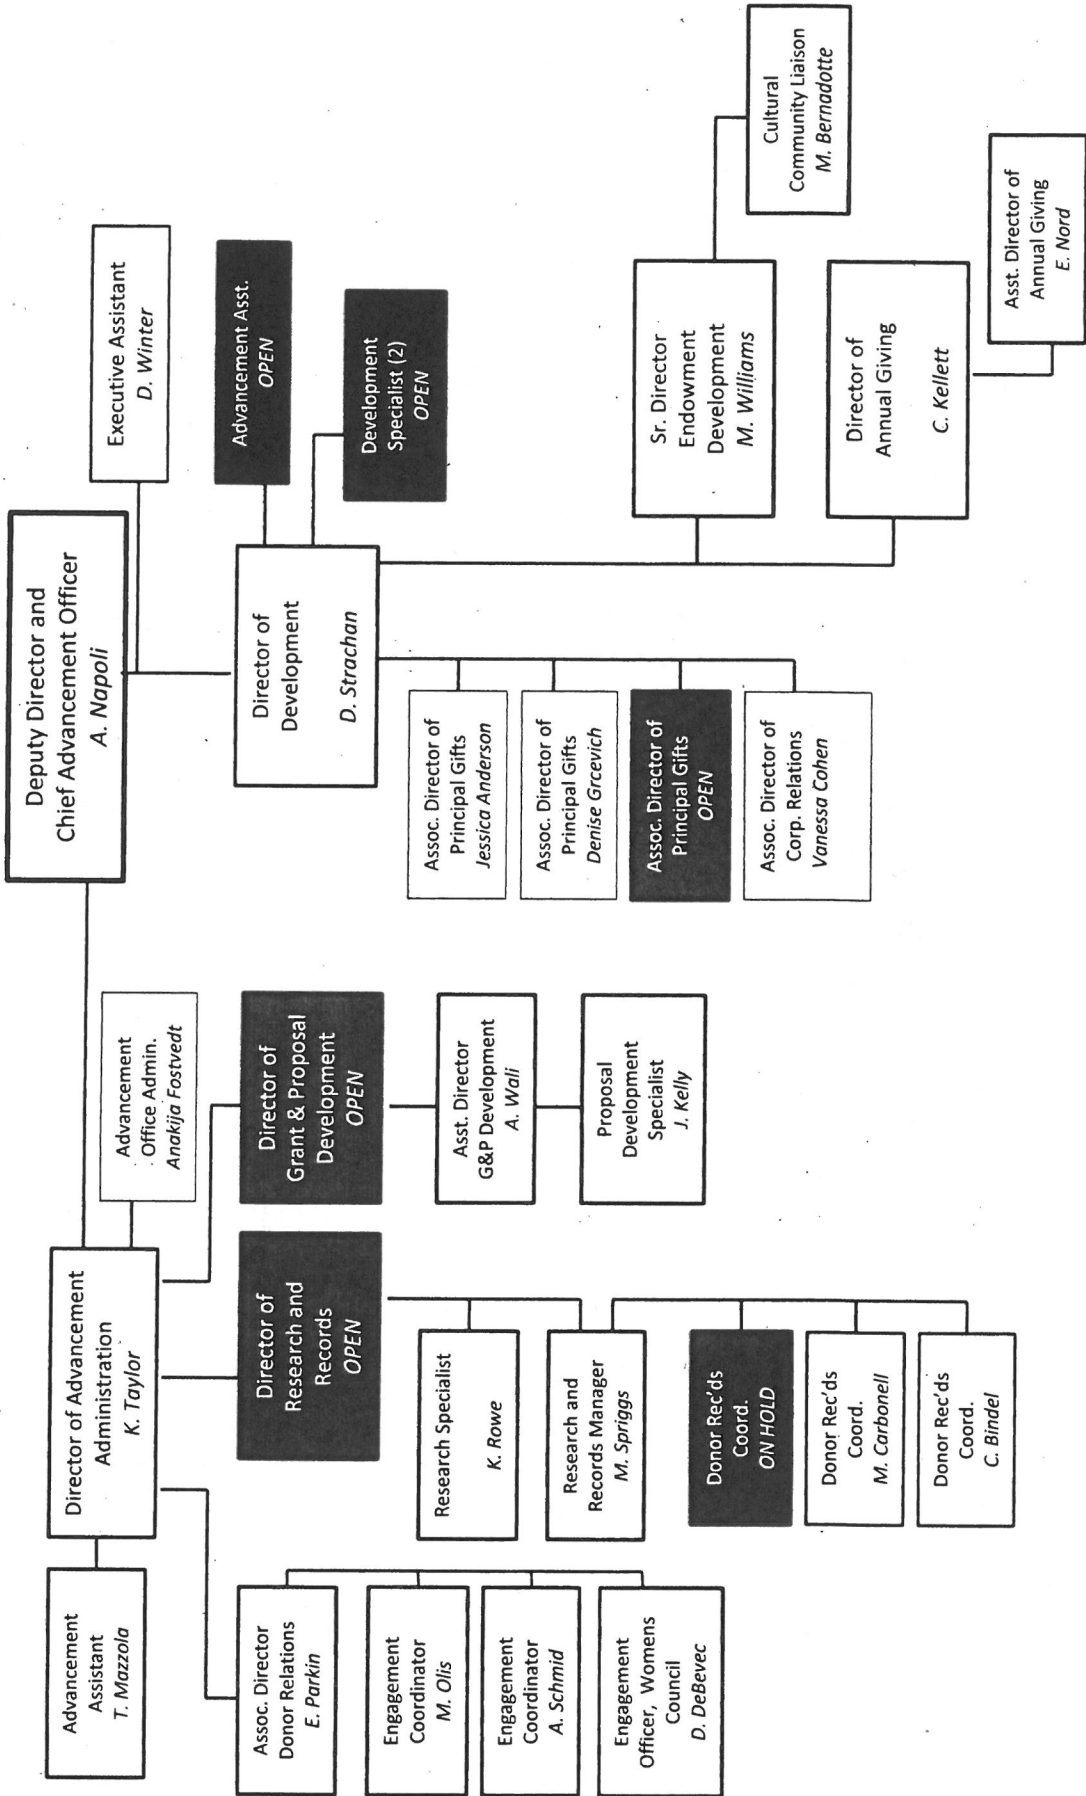 Deputy Director and
Chief Advancement Officer
A. Napoli
Executive Assistant
D. Winter
Director of Advancement
Administration
K. Taylor
Advancement
Assistant
T. Mazzola
Advancement
Office Admin.
Anakija Fostvedt
Assoc. Director
Donor Relations
E. Parkin
Engagement
Coordinator
M. Olis
Engagement
Coordinator
A. Schmid
Engagement
Officer, Womens
Council
D. DeBevec
Director of
Research and
Records
OPEN
Research Specialist
K. Rowe
Research and
Records Manager
M. Spriggs
Donor Rec'ds
Coord.
ON HOLD
Donor Rec'ds
Coord.
M. Carbonell
Donor Rec'ds
Coord.
C. Bindel
Director of
Grant & Proposal
Development
OPEN
Asst. Director
G&P Development
A. Wali
Proposal
Development
Specialist
J. Kelly
Director of
Development
D. Strachan
Advancement Asst.
OPEN
Development
Specialist (2)
OPEN
Assoc. Director of
Principal Gifts
Jessica Anderson
Assoc. Director of
Principal Gifts
Denise Grcevich
Assoc. Director of
Principal Gifts
OPEN
Assoc. Director of
Corp. Relations
Vanessa Cohen
Sr. Director
Endowment
Development
M. Williams
Cultural
Community Liaison
M. Bernadotte
Director of
Annual Giving
C. Kellett
Asst. Director of
Annual Giving
E. Nord